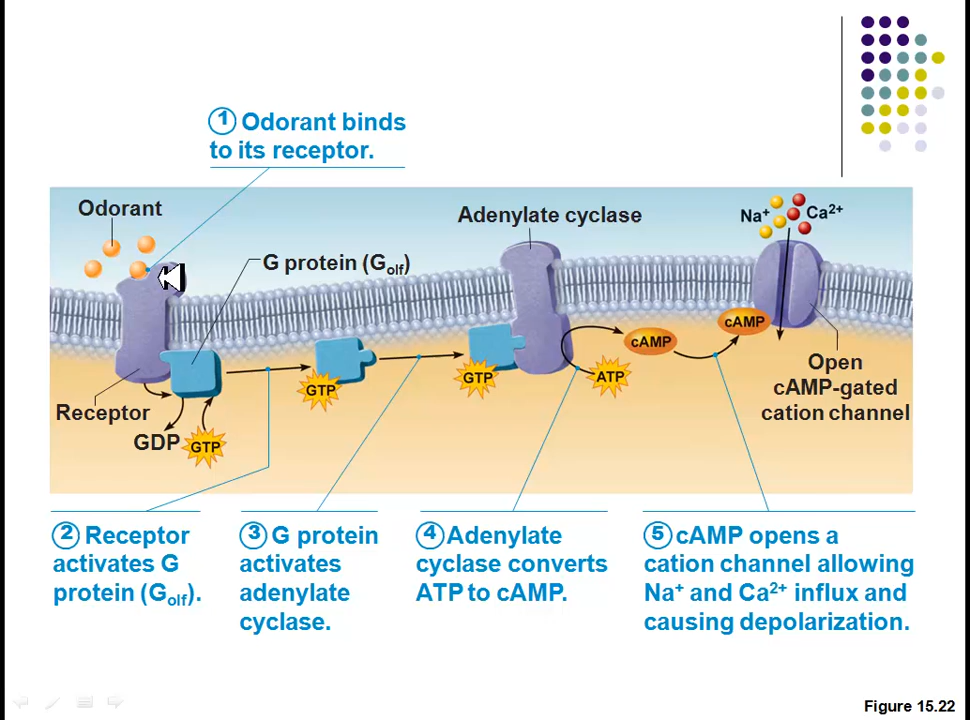 ① Odorant binds
to its receptor.
Odorant
G protein (Golf)
Adenylate cyclase
Na+
Ca2+
cAMP
cAMP
GTP
GTP
ATP
Receptor
GDP
GTP
Open
cAMP-gated
cation channel
② Receptor
activates G
protein (Golf).
③ G protein
activates
adenylate
cyclase.
④ Adenylate
cyclase converts
ATP to cAMP.
⑤ cAMP opens a
cation channel allowing
Na+ and Ca2+ influx and
causing depolarization.
Figure 15.22